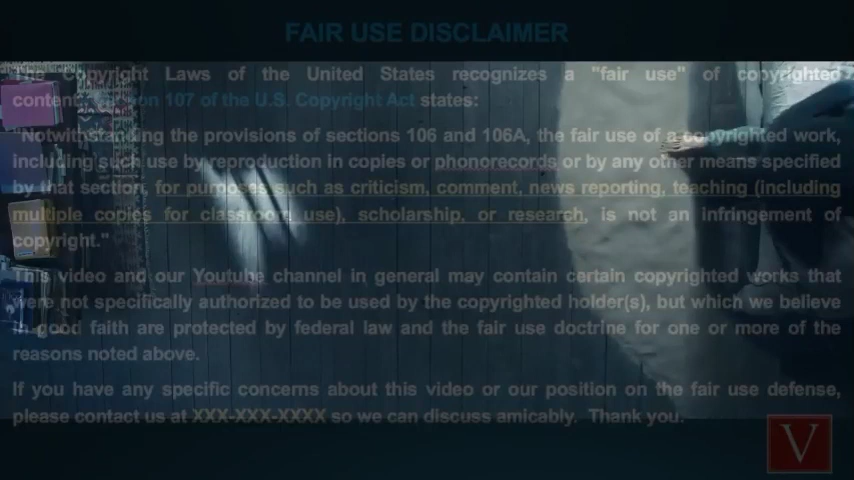 FAIR USE DISCLAIMER
The Copyright Laws of the United States recognizes a "fair use" of copyrighted
content. 107 of the U.S. Copyright Act states:
"Notwithstanding the provisions of sections 106 and 106A, the fair use of a copyrighted work,
including such use by reproduction in copies or phonorecords or by any other means specified
by that section, for purposes such as criticism, comment, news reporting, teaching (including
multiple copies for classroom use), scholarship, or research, is not an infringement of
copyright."
This video and our Youtube channel in general may contain certain copyrighted works that
were not specifically authorized to be used by the copyrighted holder(s), but which we believe
in good faith are protected by federal law and the fair use doctrine for one or more of the
reasons noted above.
If you have any specific concerns about this video or our position on the fair use defense,
please contact us at XXX-XXX-XXXX so we can discuss amicably. Thank you.
V